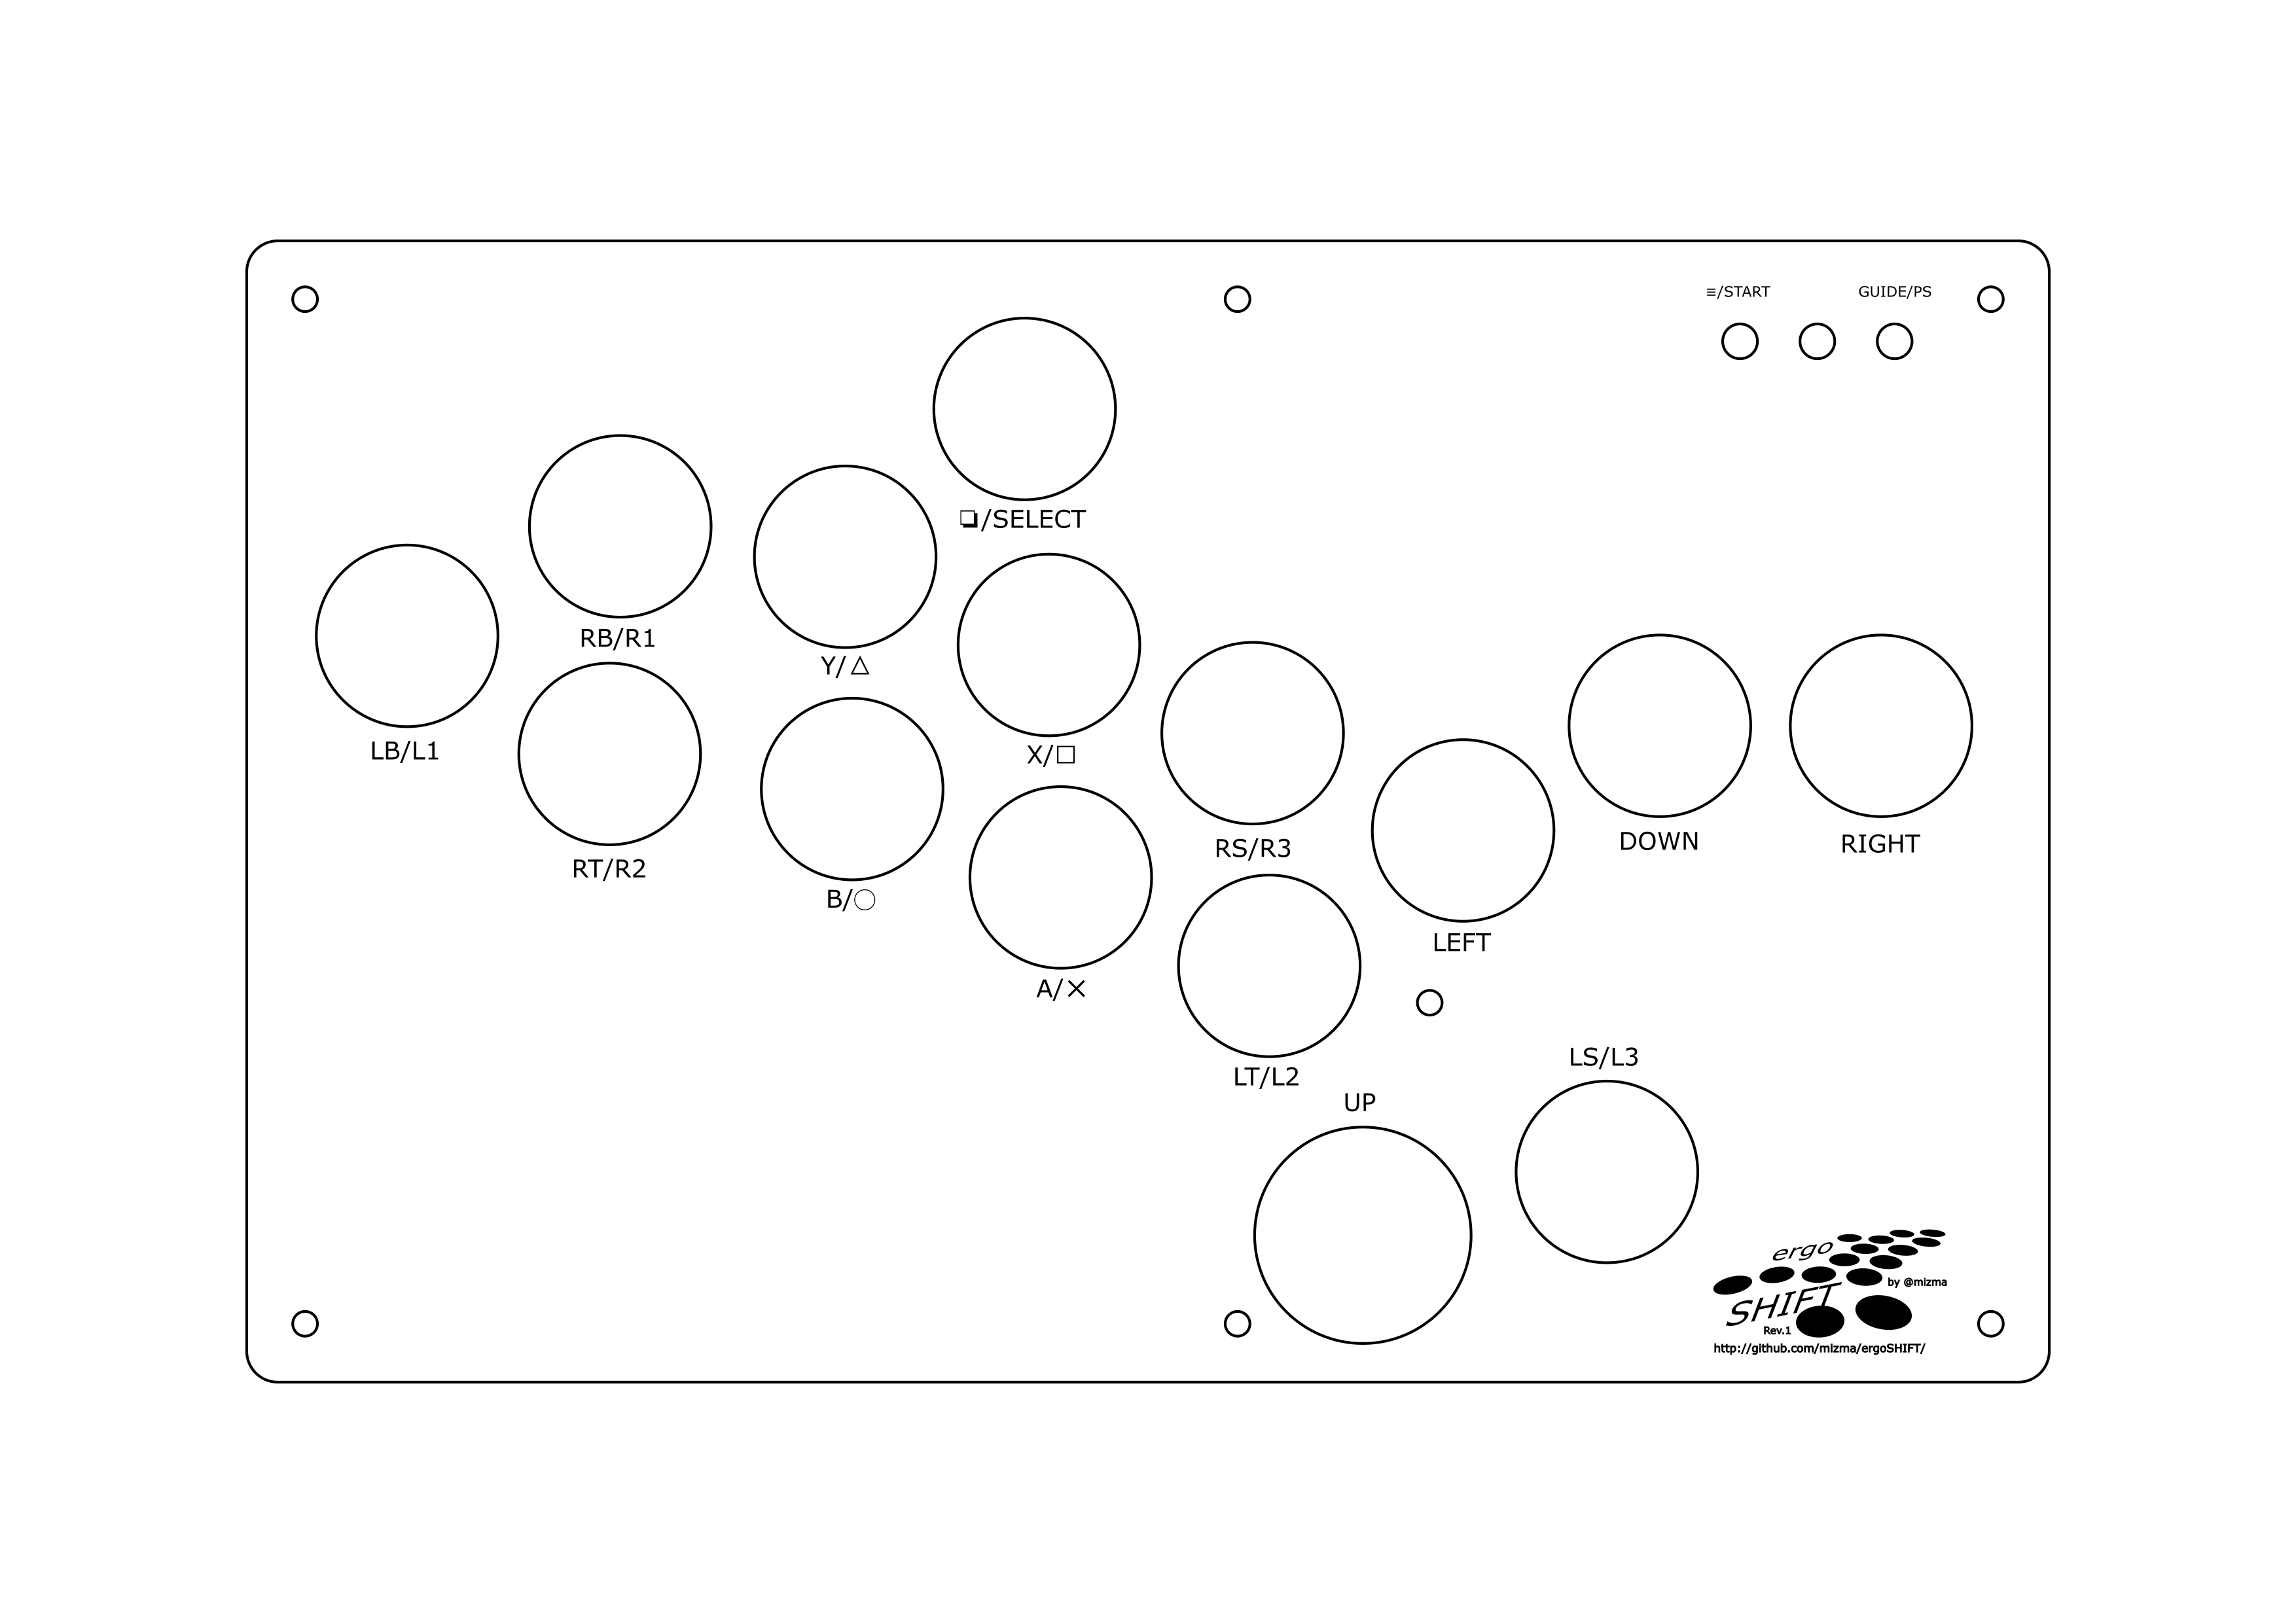 ≡/START
GUIDE/PS
❏/SELECT
RB/R1
Y/△
LB/L1
X/□
RT/R2
B/○
RS/R3
DOWN
RIGHT
LEFT
A/×
LT/L2
LS/L3
UP
ergo
SHIFT
by @mizma
Rev.1
http://github.com/mizma/ergoSHIFT/